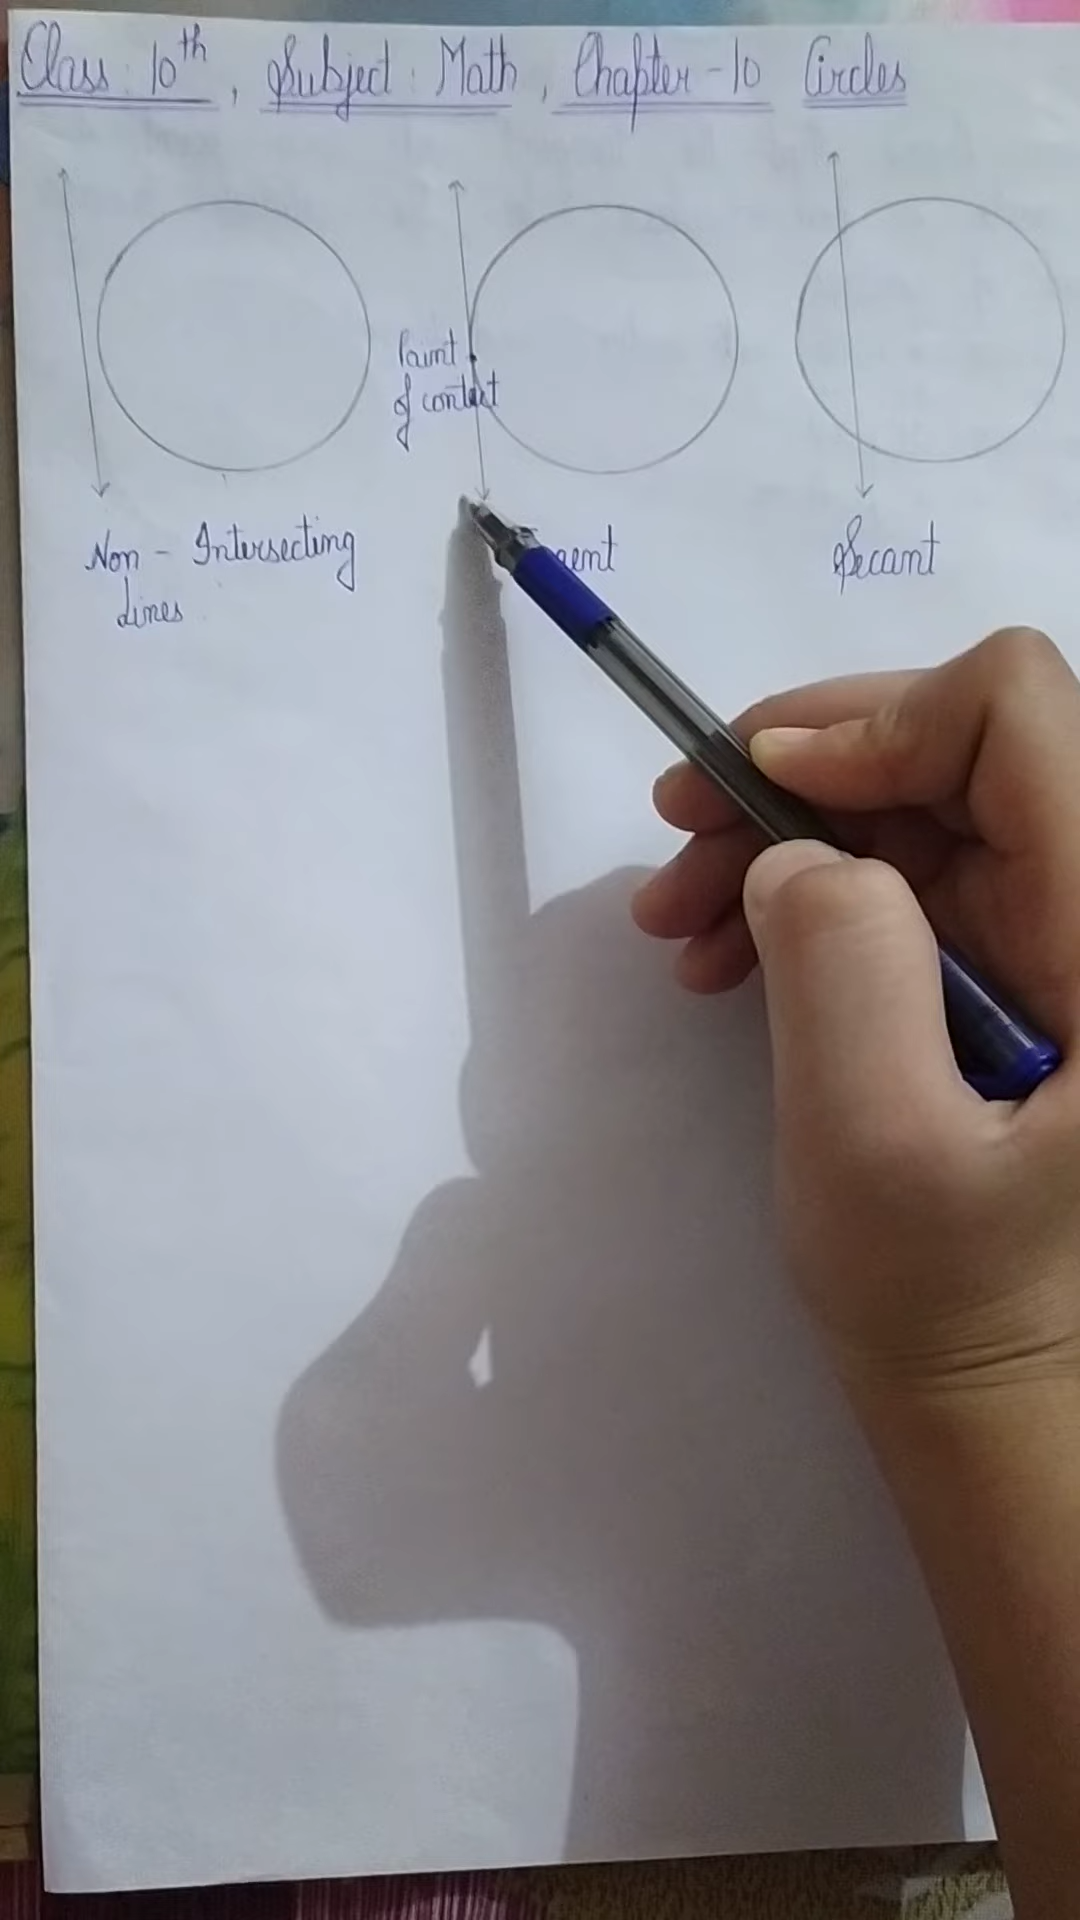 Class : 10th, Subject : Math, Chapter-10 Circles
Point
of contact
Non - Intersecting
Lines
Secant